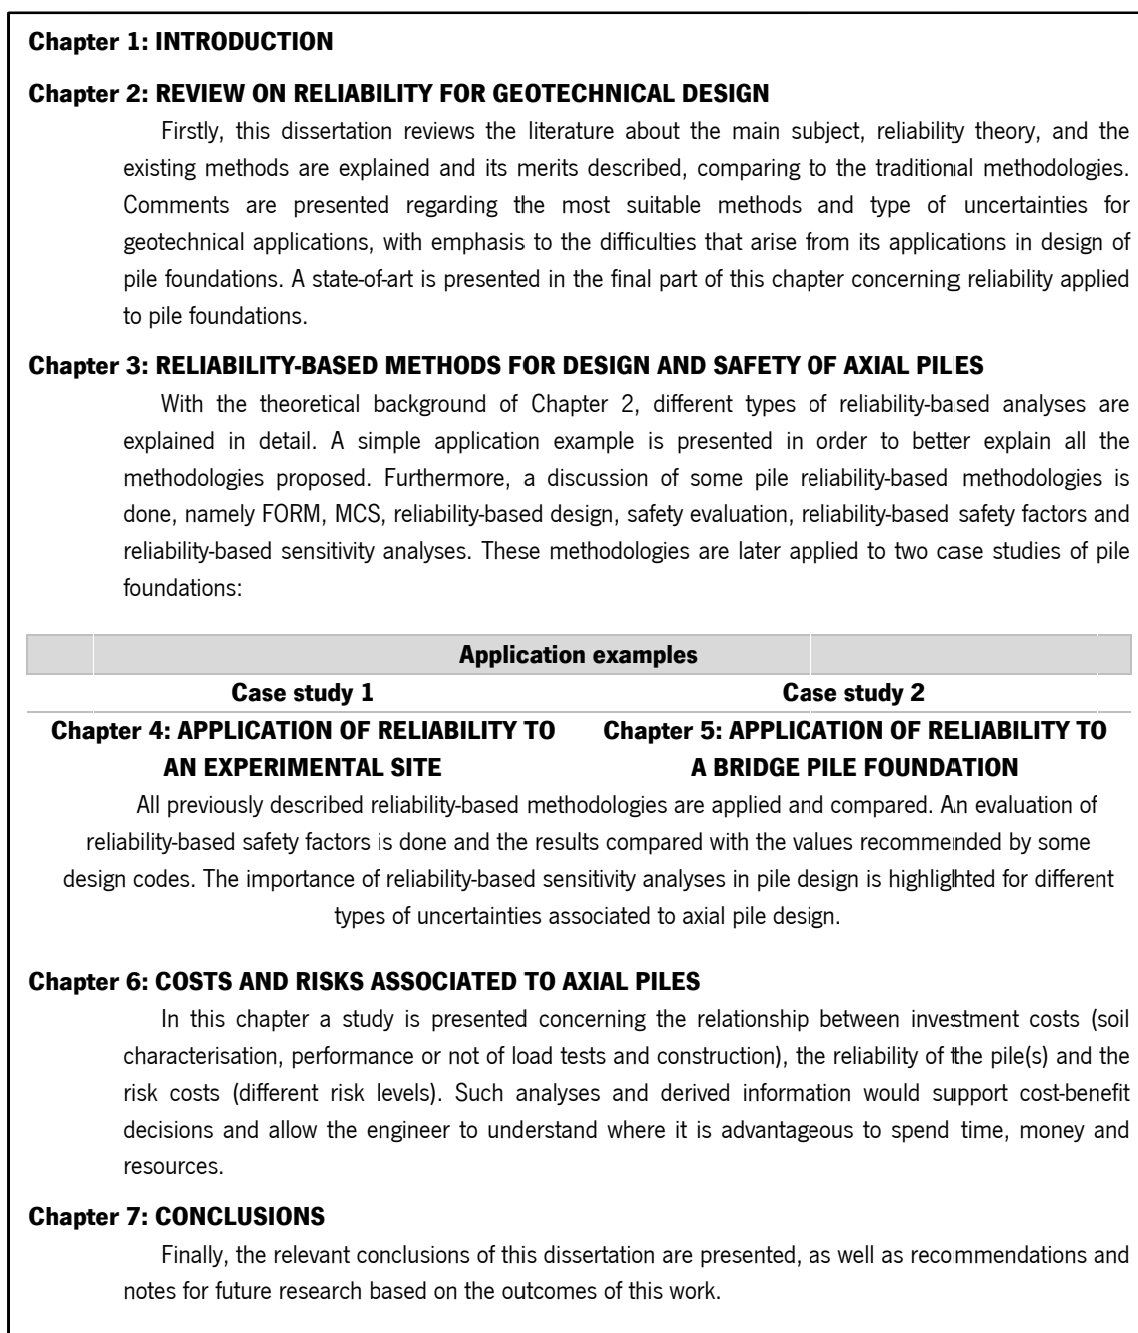 Chapter 1: INTRODUCTION
Chapter 2: REVIEW ON RELIABILITY FOR GEOTECHNICAL DESIGN
Firstly, this dissertation reviews the literature about the main subject, reliability theory, and the
existing methods are explained and its merits described, comparing to the traditional methodologies.
Comments are presented regarding the most suitable methods and type of uncertainties for
geotechnical applications, with emphasis to the difficulties that arise from its applications in design of
pile foundations. A state-of-art is presented in the final part of this chapter concerning reliability applied
to pile foundations.
Chapter 3: RELIABILITY-BASED METHODS FOR DESIGN AND SAFETY OF AXIAL PILES
With the theoretical background of Chapter 2, different types of reliability-based analyses are
explained in detail. A simple application example is presented in order to better explain all the
methodologies proposed. Furthermore, a discussion of some pile reliability-based methodologies is
done, namely FORM, MCS, reliability-based design, safety evaluation, reliability-based safety factors and
reliability-based sensitivity analyses. These methodologies are later applied to two case studies of pile
foundations:
Application examples
Case study 1 Case study 2
Chapter 4: APPLICATION OF RELIABILITY TO Chapter 5: APPLICATION OF RELIABILITY TO
AN EXPERIMENTAL SITE A BRIDGE PILE FOUNDATION
All previously described reliability-based methodologies are applied and compared. An evaluation of
reliability-based safety factors is done and the results compared with the values recommended by some
design codes. The importance of reliability-based sensitivity analyses in pile design is highlighted for different
types of uncertainties associated to axial pile design.
Chapter 6: COSTS AND RISKS ASSOCIATED TO AXIAL PILES
In this chapter a study is presented concerning the relationship between investment costs (soil
characterisation, performance or not of load tests and construction), the reliability of the pile(s) and the
risk costs (different risk levels). Such analyses and derived information would support cost-benefit
decisions and allow the engineer to understand where it is advantageous to spend time, money and
resources.
Chapter 7: CONCLUSIONS
Finally, the relevant conclusions of this dissertation are presented, as well as recommendations and
notes for future research based on the outcomes of this work.